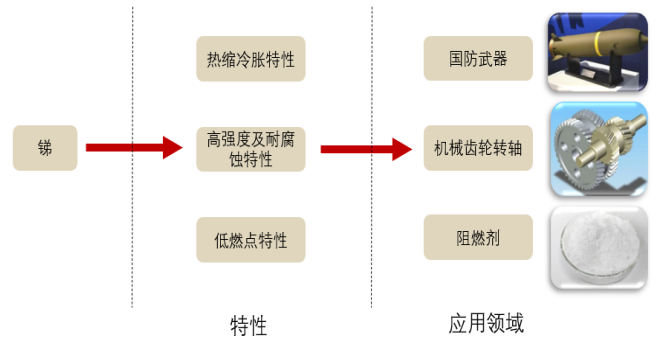 热缩冷胀特性
国防武器
锑
高强度及耐腐
蚀特性
机械齿轮转轴
低燃点特性
阻燃剂
特性
应用领域